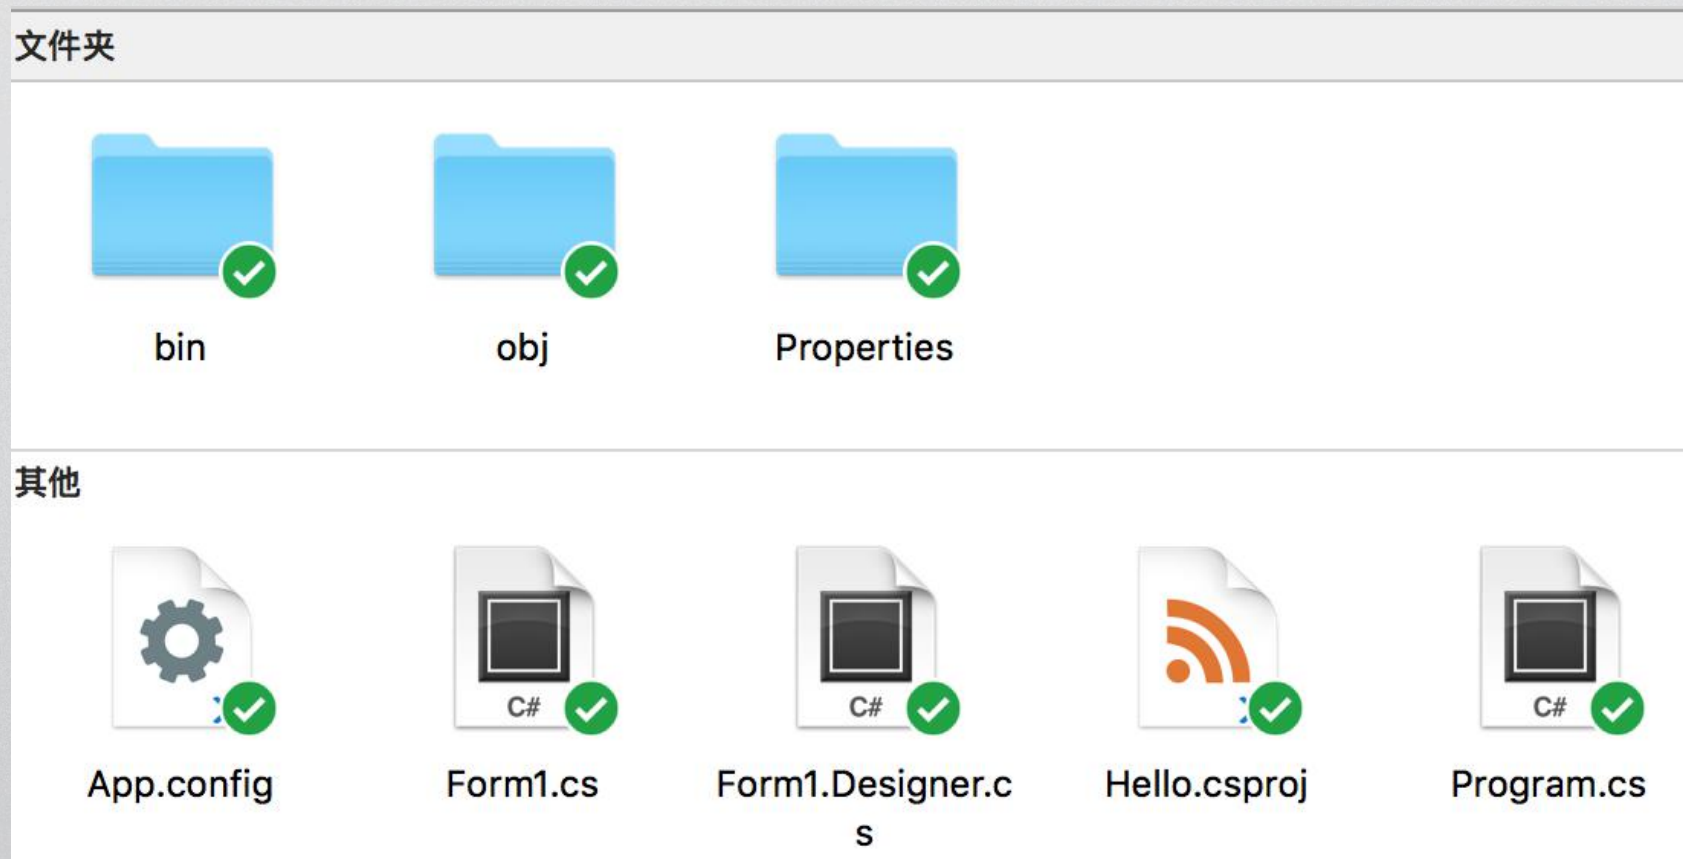 文件夹
bin
obj
Properties
其他
C#
C#
C#
App.config
Form1.cs
Form1.Designer.c
s
Hello.csproj
Program.cs